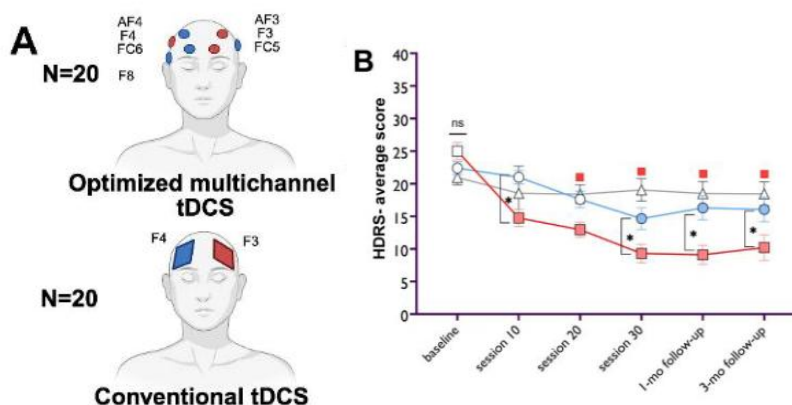 A
AF4
F4
FC6
AF3
F3
FC5
N=20
F8
Optimized multichannel
tDCS
F4
F3
N=20
Conventional tDCS
B
HDRS- average score
40
35
30
25
20
15
10
5
0
ns
*
*
*
*
baseline
session 10
session 20
session 30
1-mo follow-up
3-mo follow-up